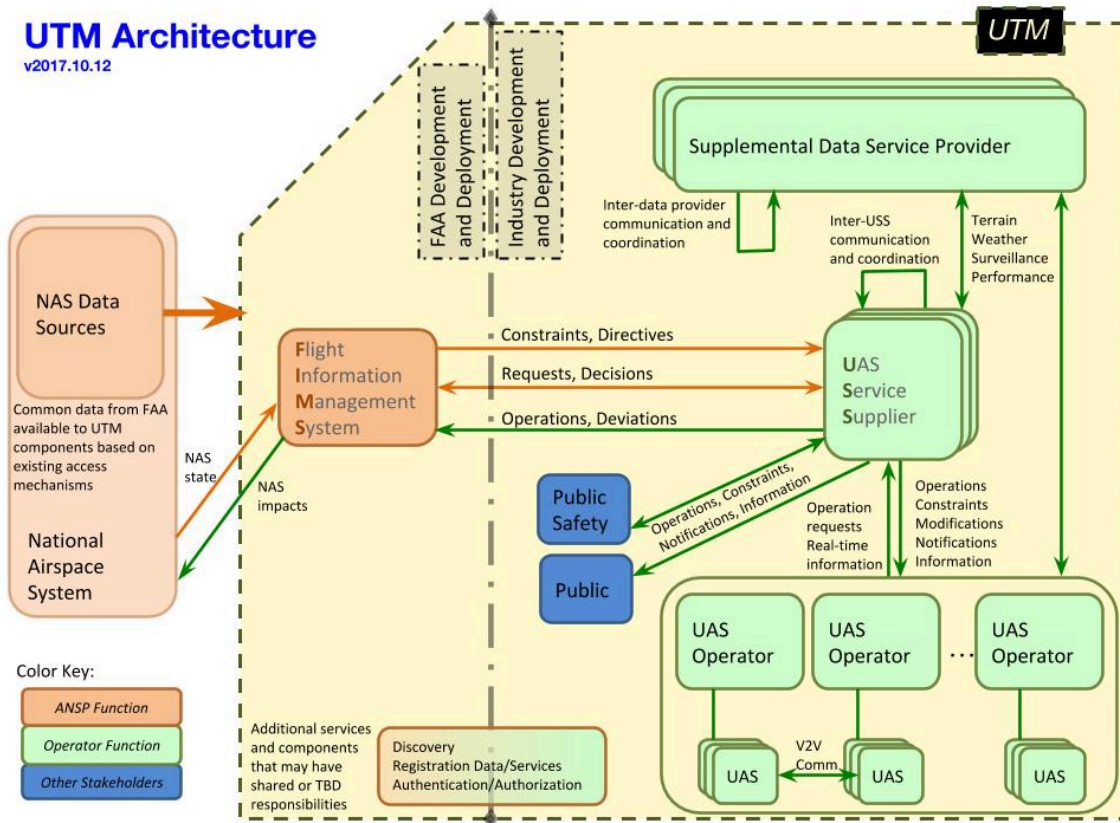 UTM Architecture
v2017.10.12
UTM
FAA Development
and Deployment
Industry Development
and Deployment
Supplemental Data Service Provider
Inter-data provider
communication and
coordination
Inter-USS
communication
and coordination
Terrain
Weather
Surveillance
Performance
NAS Data
Sources
Common data from FAA
available to UTM
components based on
existing access
mechanisms
National
Airspace
System
NAS
state
NAS
impacts
Flight
Information
Management
System
Constraints, Directives
Requests, Decisions
Operations, Deviations
UAS
Service
Supplier
Public
Safety
Public
Operations, Constraints,
Notifications, Information
Operation
requests
Real-time
information
Operations
Constraints
Modifications
Notifications
Information
UAS
Operator
UAS
Operator
...
UAS
Operator
UAS
V2V
Comm
UAS
UAS
Color Key:
ANSP Function
Operator Function
Other Stakeholders
Additional services
and components
that may have
shared or TBD
responsibilities
Discovery
Registration Data/Services
Authentication/Authorization